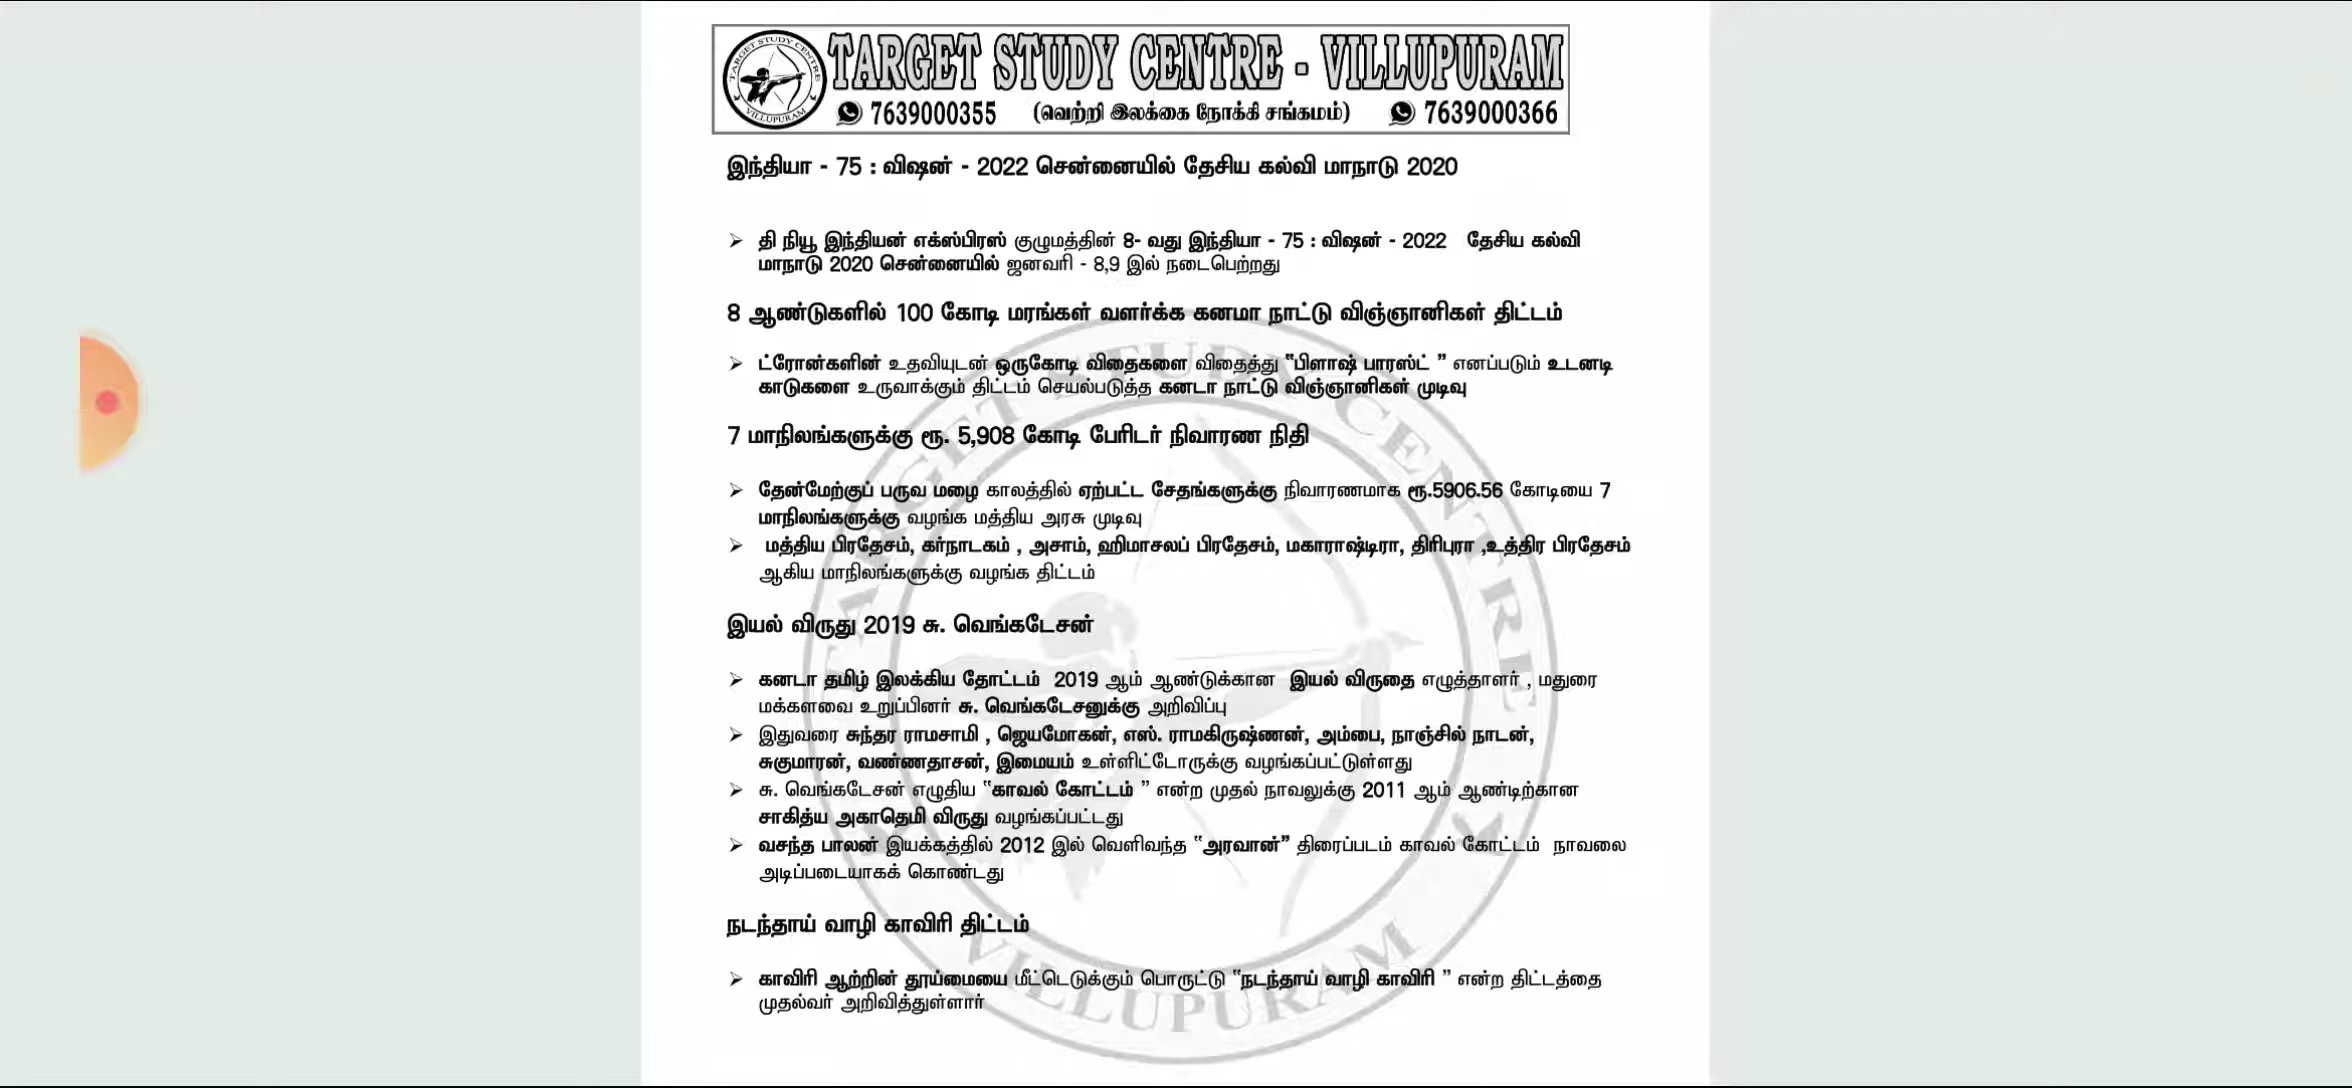 TARGET STUDY CENTRE - VILLUPURAM
7639000355 (வெற்றி இலக்கை நோக்கி சங்கமம்) 7639000366
TARGET STUDY CENTRE
VILLUPURAM
இந்தியா - 75 : விஷன் - 2022 சென்னையில் தேசிய கல்வி மாநாடு 2020
➢ தி நியூ இந்தியன் எக்ஸ்பிரஸ் குழுமத்தின் 8- வது இந்தியா - 75 : விஷன் - 2022 தேசிய கல்வி
மாநாடு 2020 சென்னையில் ஜனவரி - 8,9 இல் நடைபெற்றது
8 ஆண்டுகளில் 100 கோடி மரங்கள் வளர்க்க கனமா நாட்டு விஞ்ஞானிகள் திட்டம்
➢ ட்ரோன்களின் உதவியுடன் ஒருகோடி விதைகளை விதைத்து “பிளாஷ் பாரஸ்ட் ” எனப்படும் உடனடி
காடுகளை உருவாக்கும் திட்டம் செயல்படுத்த கனடா நாட்டு விஞ்ஞானிகள் முடிவு
7 மாநிலங்களுக்கு ரூ. 5,908 கோடி பேரிடர் நிவாரண நிதி
➢ தேன்மேற்குப் பருவ மழை காலத்தில் ஏற்பட்ட சேதங்களுக்கு நிவாரணமாக ரூ.5906.56 கோடியை 7
மாநிலங்களுக்கு வழங்க மத்திய அரசு முடிவு
➢ மத்திய பிரதேசம், கர்நாடகம் , அசாம், ஹிமாசலப் பிரதேசம், மகாராஷ்டிரா, திரிபுரா ,உத்திர பிரதேசம்
ஆகிய மாநிலங்களுக்கு வழங்க திட்டம்
இயல் விருது 2019 சு. வெங்கடேசன்
➢ கனடா தமிழ் இலக்கிய தோட்டம் 2019 ஆம் ஆண்டுக்கான இயல் விருதை எழுத்தாளர் , மதுரை
மக்களவை உறுப்பினர் சு. வெங்கடேசனுக்கு அறிவிப்பு
➢ இதுவரை சுந்தர ராமசாமி , ஜெயமோகன், எஸ். ராமகிருஷ்ணன், அம்பை, நாஞ்சில் நாடன்,
சுகுமாரன், வண்ணதாசன், இமையம் உள்ளிட்டோருக்கு வழங்கப்பட்டுள்ளது
➢ சு. வெங்கடேசன் எழுதிய “காவல் கோட்டம் ” என்ற முதல் நாவலுக்கு 2011 ஆம் ஆண்டிற்கான
சாகித்ய அகாதெமி விருது வழங்கப்பட்டது
➢ வசந்த பாலன் இயக்கத்தில் 2012 இல் வெளிவந்த “அரவான்” திரைப்படம் காவல் கோட்டம் நாவலை
அடிப்படையாகக் கொண்டது
நடந்தாய் வாழி காவிரி திட்டம்
➢ காவிரி ஆற்றின் தூய்மையை மீட்டெடுக்கும் பொருட்டு “நடந்தாய் வாழி காவிரி ” என்ற திட்டத்தை
முதல்வர் அறிவித்துள்ளார்
TARGET STUDY CENTRE
VILLUPURAM